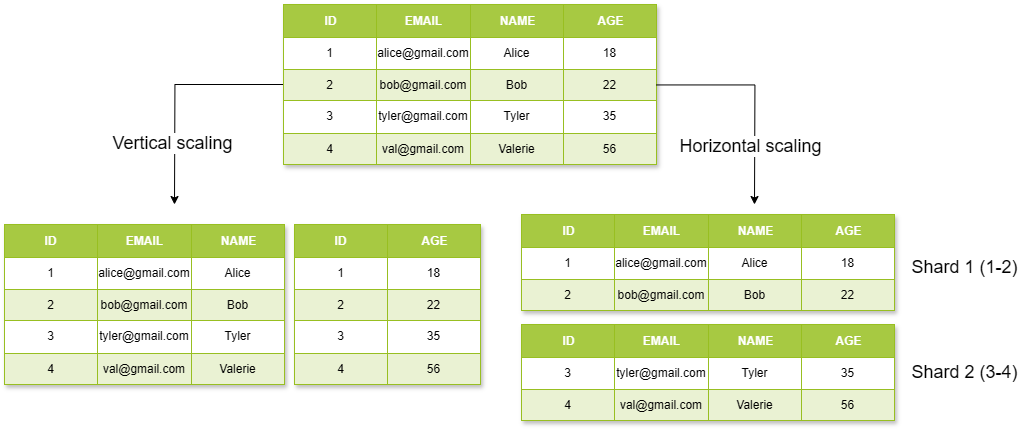 ID EMAIL NAME AGE
1 alice@gmail.com Alice 18
2 bob@gmail.com Bob 22
3 tyler@gmail.com Tyler 35
4 val@gmail.com Valerie 56
Vertical scaling
Horizontal scaling
ID EMAIL NAME
1 alice@gmail.com Alice
2 bob@gmail.com Bob
3 tyler@gmail.com Tyler
4 val@gmail.com Valerie
ID AGE
1 18
2 22
3 35
4 56
ID EMAIL NAME AGE
1 alice@gmail.com Alice 18
2 bob@gmail.com Bob 22
Shard 1 (1-2)
ID EMAIL NAME AGE
3 tyler@gmail.com Tyler 35
4 val@gmail.com Valerie 56
Shard 2 (3-4)